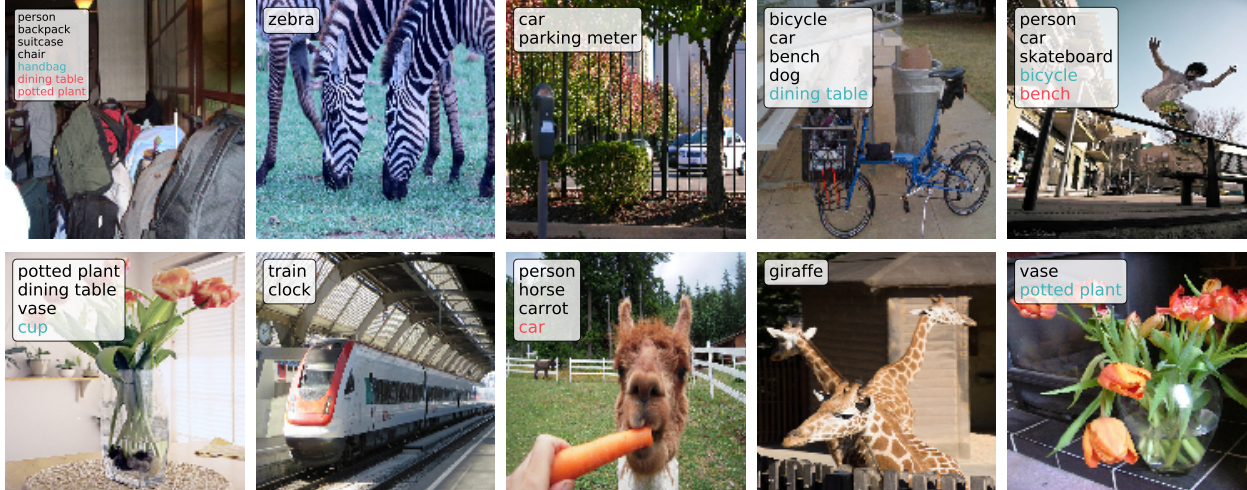 person
backpack
suitcase
chair
handbag
dining table
potted plant
zebra
car
parking meter
bicycle
car
bench
dog
dining table
person
car
skateboard
bicycle
bench
potted plant
dining table
vase
cup
train
clock
person
horse
carrot
car
giraffe
vase
potted plant